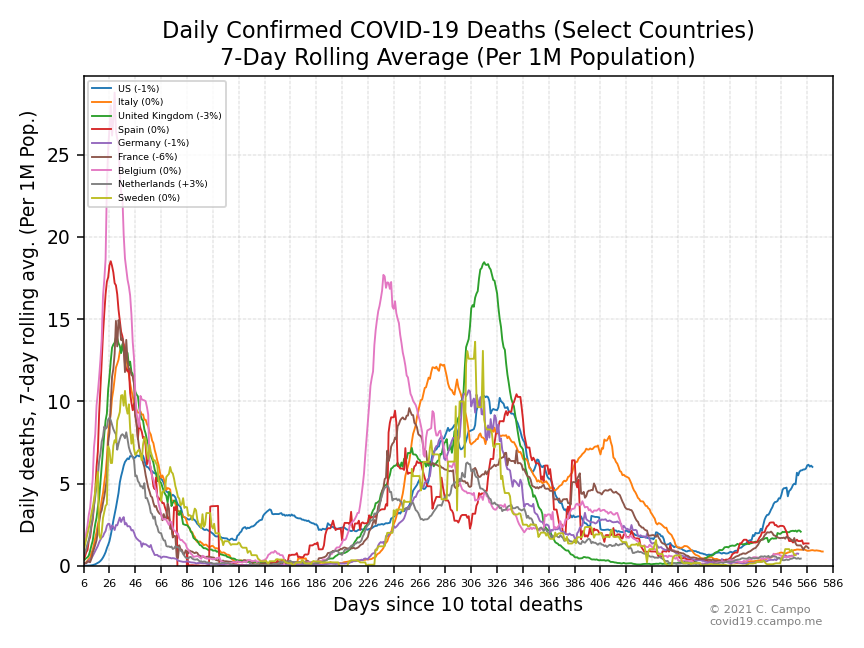 Daily Confirmed COVID-19 Deaths (Select Countries)
7-Day Rolling Average (Per 1M Population)
US (-1%)
Italy (0%)
United Kingdom (-3%)
Spain (0%)
Germany (-1%)
France (-6%)
Belgium (0%)
Netherlands (+3%)
Sweden (0%)
Daily deaths, 7-day rolling avg. (Per 1M Pop.)
25
20
15
10
5
0
6 26 46 66 86 106 126 146 166 186 206 226 246 266 286 306 326 346 366 386 406 426 446 466 486 506 526 546 566 586
Days since 10 total deaths
© 2021 C. Campo
covid19.ccampo.me